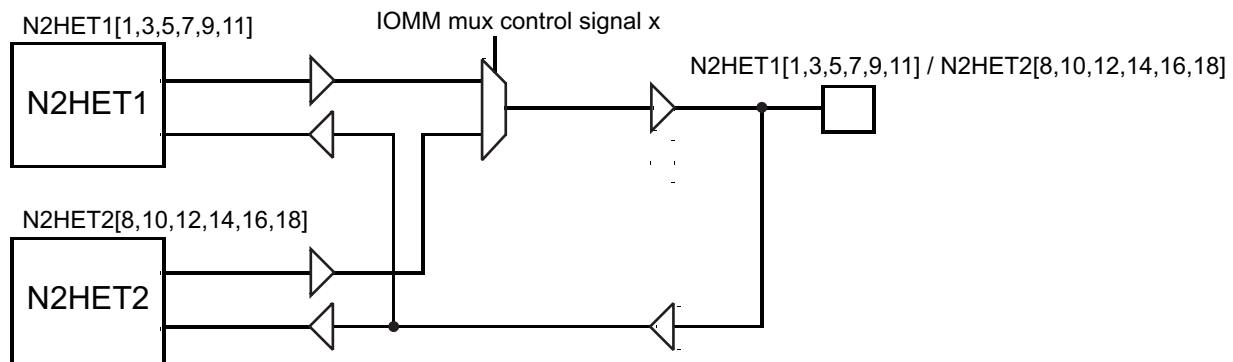 IOMM mux control signal x
N2HET1[1,3,5,7,9,11]
N2HET1[1,3,5,7,9,11] / N2HET2[8,10,12,14,16,18]
N2HET1
N2HET2[8,10,12,14,16,18]
N2HET2